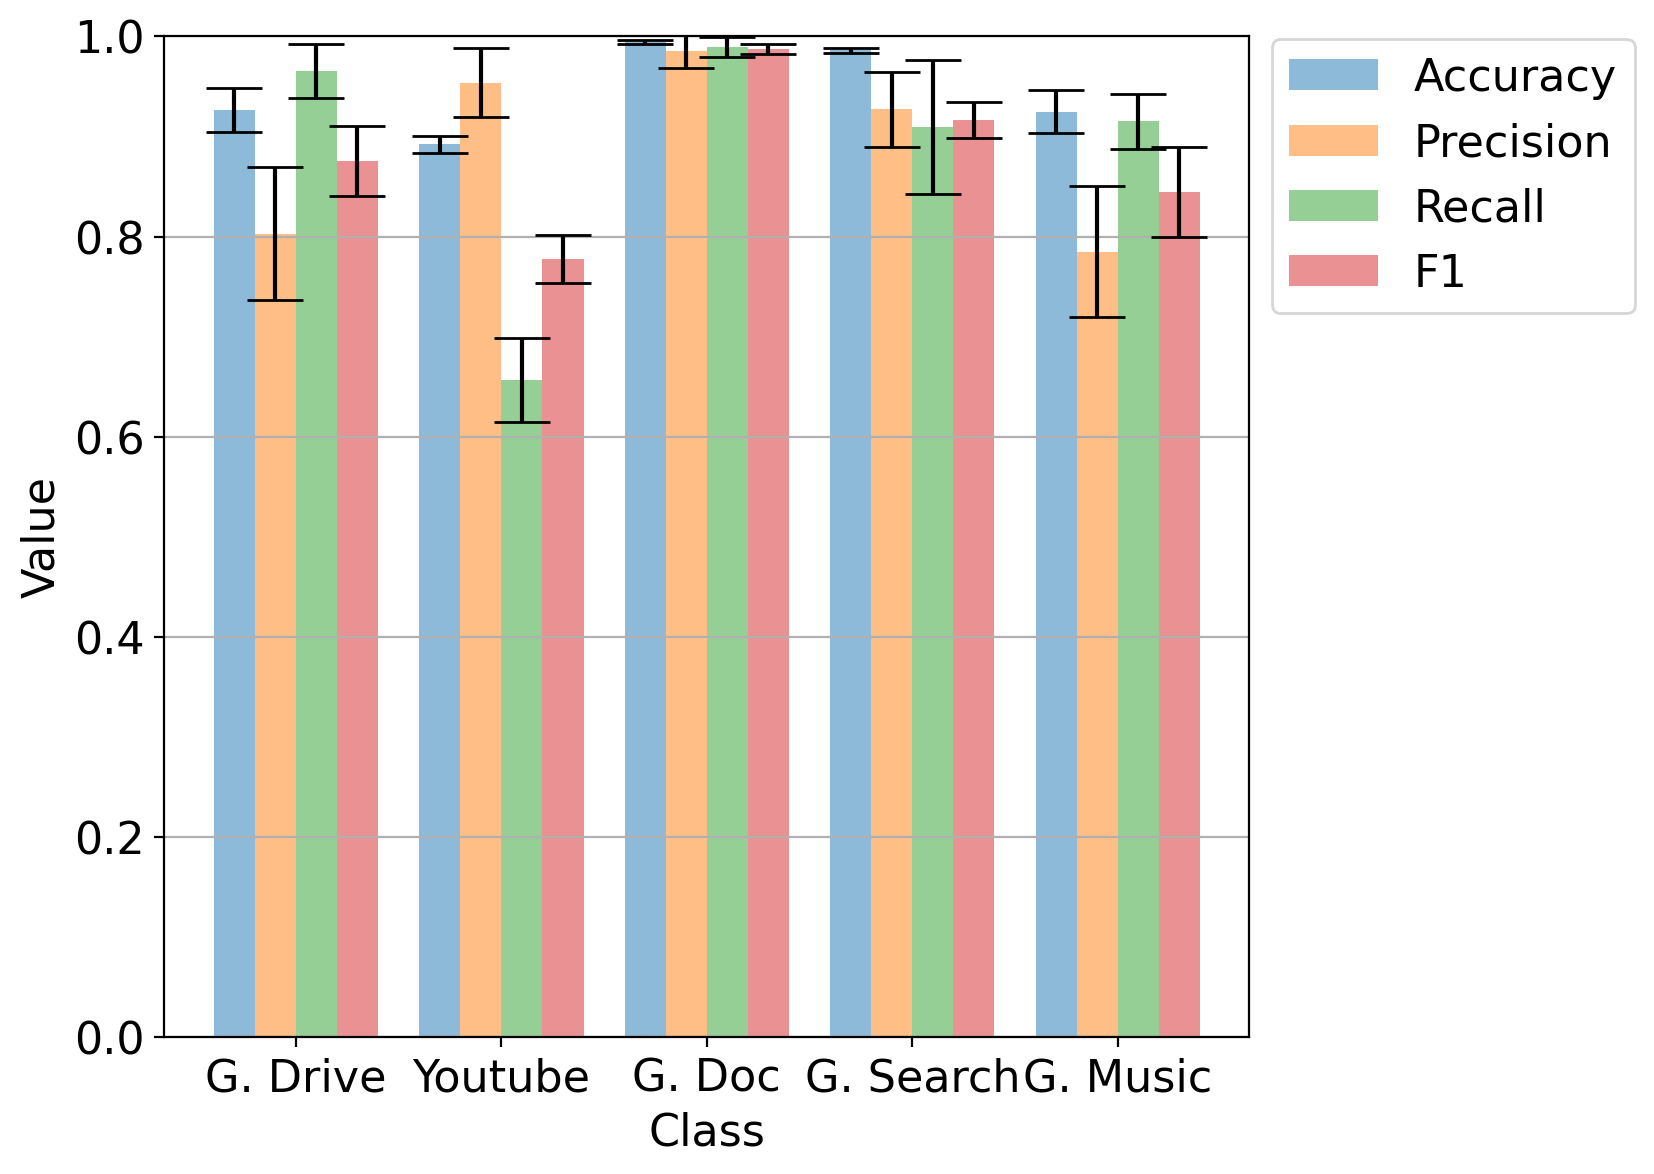 1.0
0.8
0.6
0.4
0.2
0.0
Value
G. Drive
Youtube
G. Doc
G. Search
G. Music
Class
Accuracy
Precision
Recall
F1